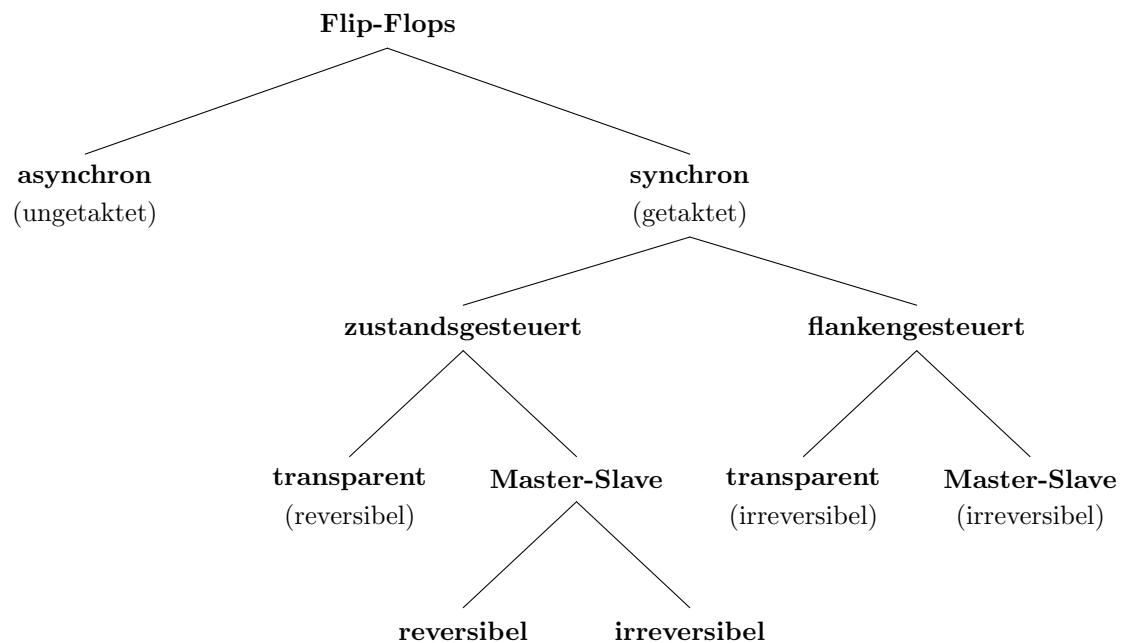 Flip-Flops
asynchron
(ungetaktet)
synchron
(getaktet)
zustandsgesteuert
flankengesteuert
transparent
(reversibel)
Master-Slave
transparent
(irreversibel)
Master-Slave
(irreversibel)
reversibel
irreversibel